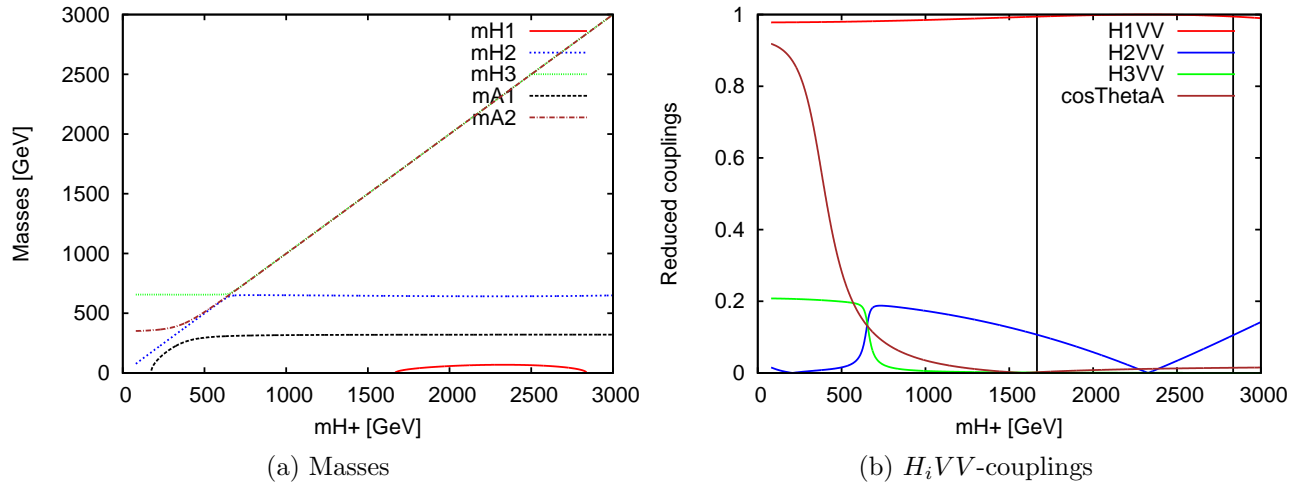 3000
2500
2000
1500
1000
500
0
Masses [GeV]
mH1
mH2
mH3
mA1
mA2
0 500 1000 1500 2000 2500 3000
mH+ [GeV]
(a) Masses
1
0.8
0.6
0.4
0.2
0
Reduced couplings
H1VV
H2VV
H3VV
cosThetaA
0 500 1000 1500 2000 2500 3000
mH+ [GeV]
(b) HᵢVV-couplings